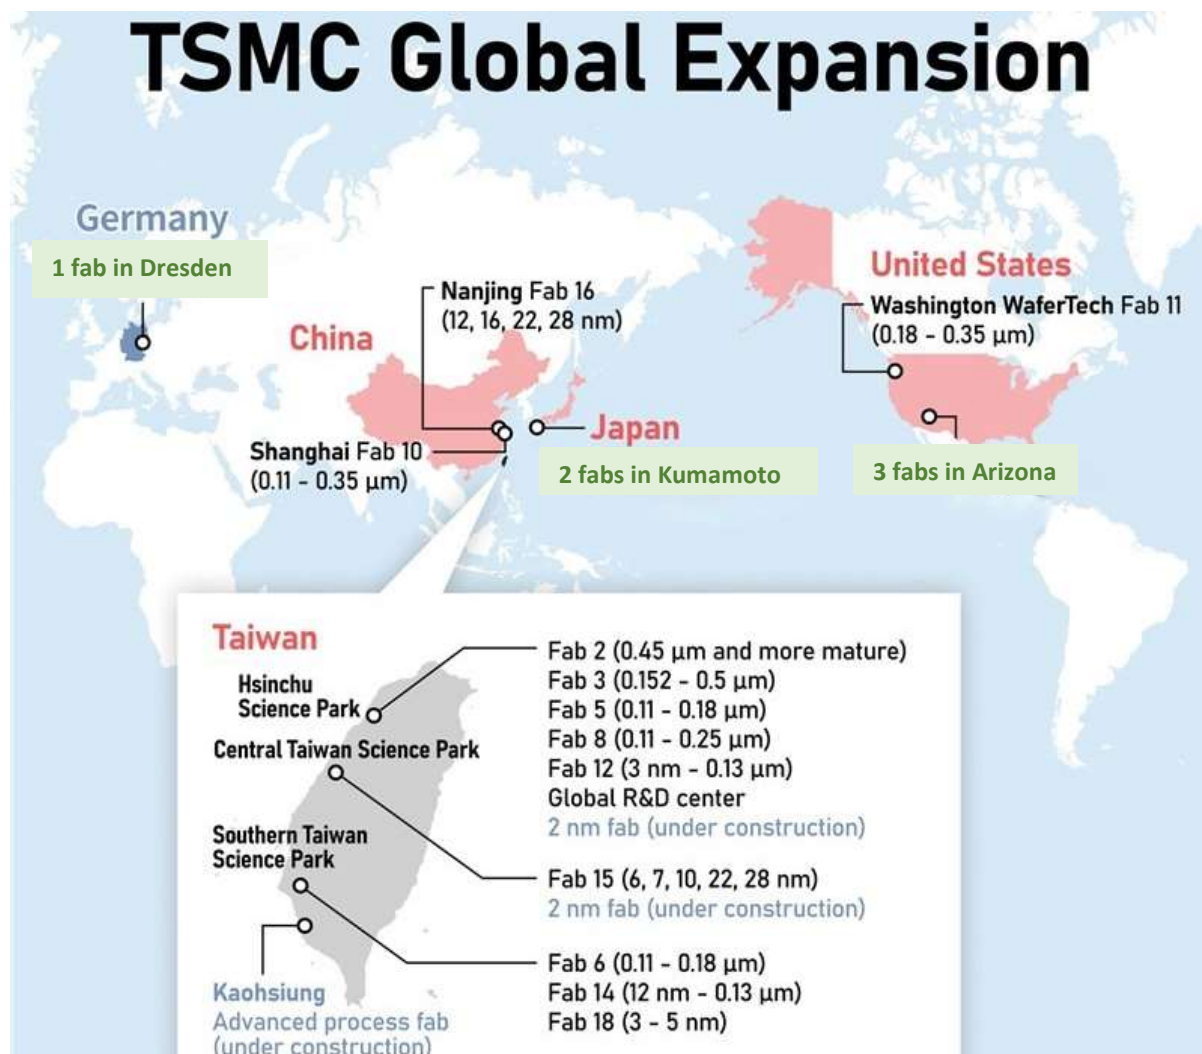 TSMC Global Expansion
Germany
1 fab in Dresden
China
Nanjing Fab 16
(12, 16, 22, 28 nm)
Shanghai Fab 10
(0.11 - 0.35 µm)
Japan
2 fabs in Kumamoto
United States
Washington WaferTech Fab 11
(0.18 - 0.35 µm)
3 fabs in Arizona
Taiwan
Hsinchu
Science Park
Fab 2 (0.45 µm and more mature)
Fab 3 (0.152 - 0.5 µm)
Fab 5 (0.11 - 0.18 µm)
Fab 8 (0.11 - 0.25 µm)
Fab 12 (3 nm - 0.13 µm)
Global R&D center
2 nm fab (under construction)
Central Taiwan Science Park
Fab 15 (6, 7, 10, 22, 28 nm)
2 nm fab (under construction)
Southern Taiwan
Science Park
Fab 6 (0.11 - 0.18 µm)
Fab 14 (12 nm - 0.13 µm)
Fab 18 (3 - 5 nm)
Kaohsiung
Advanced process fab
(under construction)